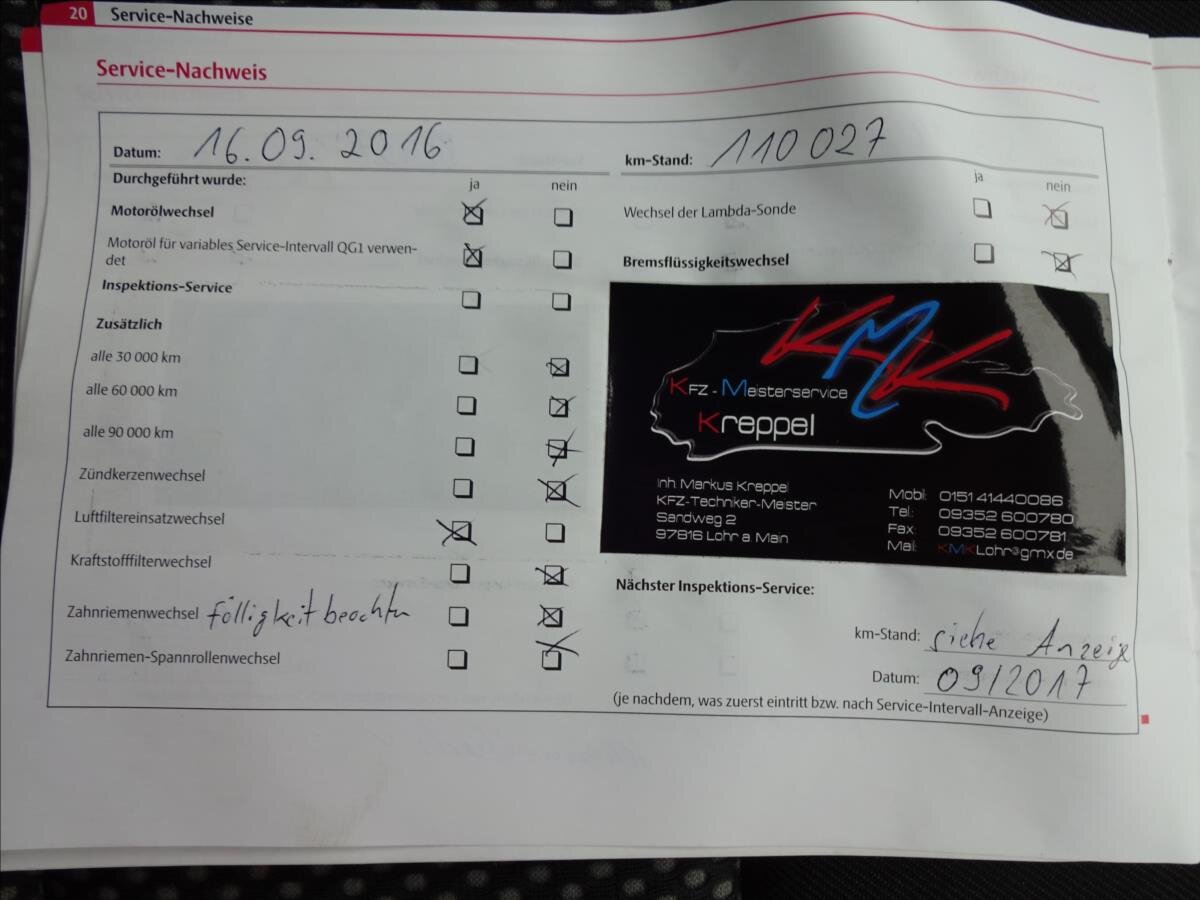 20 Service-Nachweise
Service-Nachweis
Datum: 16.09.2016
km-Stand: 110 027
Durchgeführt wurde: ja nein
Motorölwechsel
Motoröl für variables Service-Intervall QG1 verwen-
det
Inspektions-Service
Zusätzlich
alle 30 000 km
alle 60 000 km
alle 90 000 km
Zündkerzenwechsel
Luftfiltereinsatzwechsel
Kraftstofffilterwechsel
Zahnriemenwechsel Fälligkeit beachten
Zahnriemen-Spannrollenwechsel
ja nein
Wechsel der Lambda-Sonde
Bremsflüssigkeitswechsel
KMK
KFZ - Meisterservice
Kreppel
Inh Markus Kreppel
KFZ-Techniker-Meister
Sandweg 2
97816 Lohr a Main
Mobil: 0151 41440086
Tel: 09352 600780
Fax: 09352 600781
Mail: KMKLohr@gmx.de
Nächster Inspektions-Service:
km-Stand: siehe Anzeige
Datum: 09/2017
(je nachdem, was zuerst eintritt bzw. nach Service-Intervall-Anzeige)